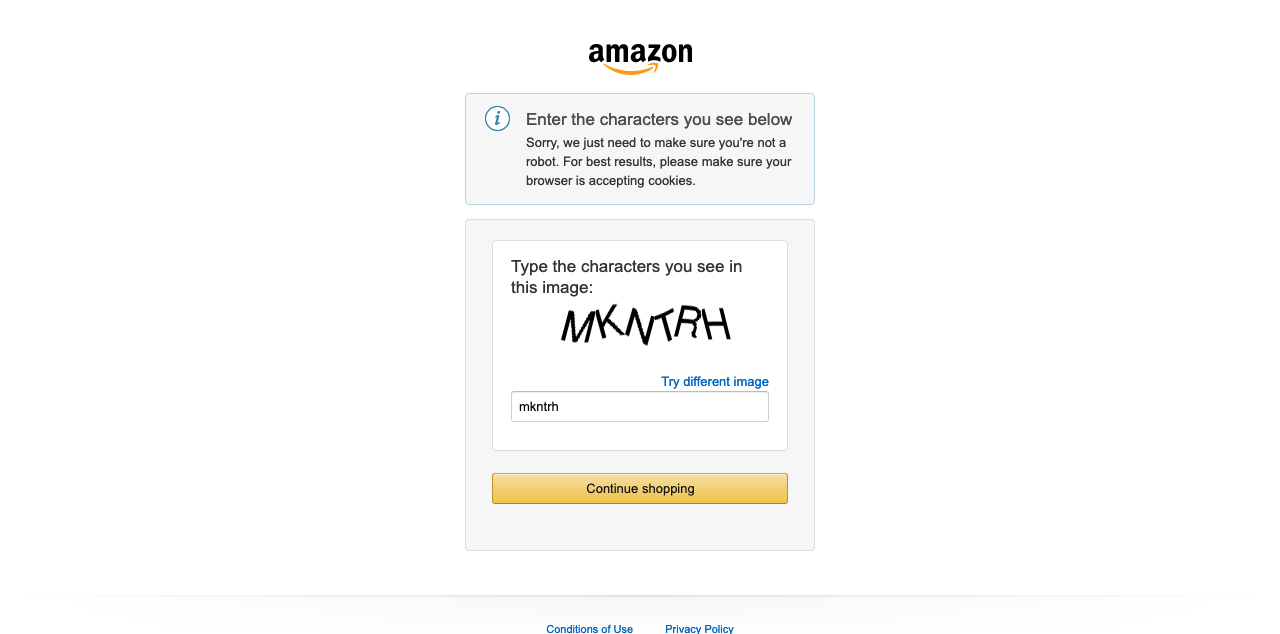 amazon
Enter the characters you see below
Sorry, we just need to make sure you're not a
robot. For best results, please make sure your
browser is accepting cookies.
Type the characters you see in
this image:
MKNTRH
Try different image
mkntrh
Continue shopping
Conditions of Use Privacy Policy